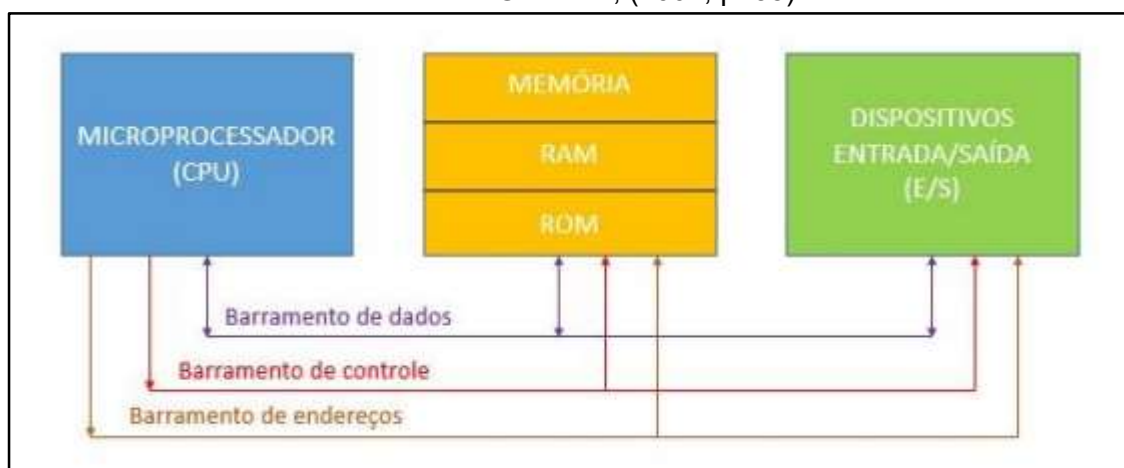 MICROPROCESSADOR
(CPU)
MEMÓRIA
RAM
ROM
DISPOSITIVOS
ENTRADA/SAÍDA
(E/S)
Barramento de dados
Barramento de controle
Barramento de endereços